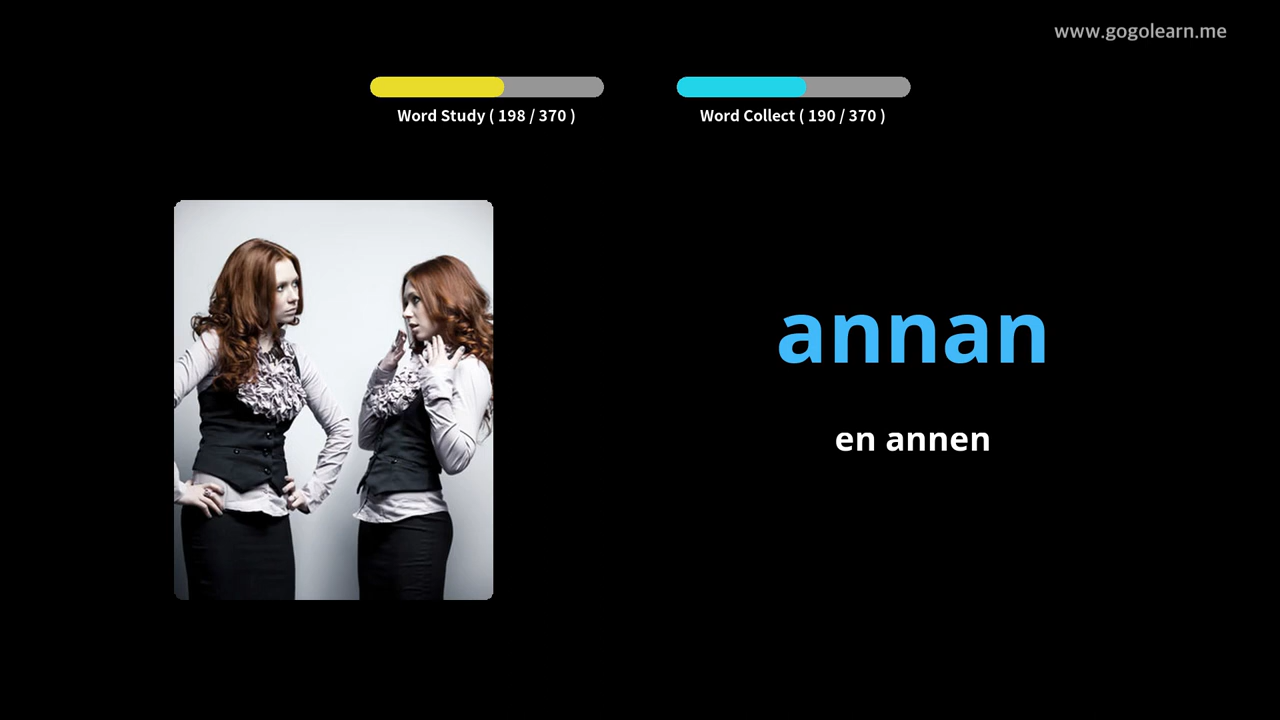 www.gogolearn.me
Word Study ( 198 / 370 )
Word Collect ( 190 / 370 )
annan
en annen